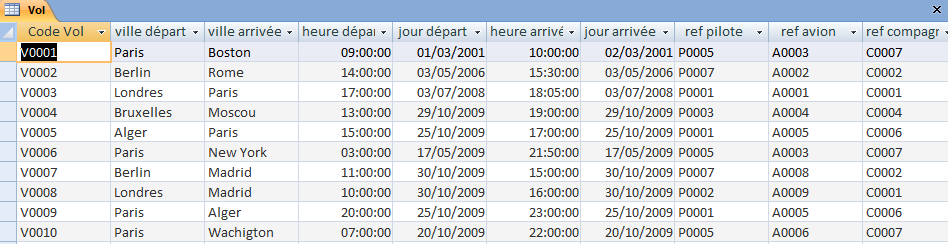 Vol
Code Vol ville départ ville arrivée heure dépar jour départ heure arrivé jour arrivée ref pilote ref avion ref compagr
V0001 Paris Boston 09:00:00 01/03/2001 10:00:00 02/03/2001 P0005 A0003 C0007
V0002 Berlin Rome 14:00:00 03/05/2006 15:30:00 03/05/2006 P0007 A0002 C0002
V0003 Londres Paris 17:00:00 03/07/2008 18:05:00 03/07/2008 P0001 A0001 C0001
V0004 Bruxelles Moscou 13:00:00 29/10/2009 19:00:00 29/10/2009 P0003 A0004 C0004
V0005 Alger Paris 15:00:00 25/10/2009 17:00:00 25/10/2009 P0001 A0005 C0006
V0006 Paris New York 03:00:00 17/05/2009 21:50:00 17/05/2009 P0005 A0003 C0007
V0007 Berlin Madrid 11:00:00 30/10/2009 15:00:00 30/10/2009 P0007 A0008 C0002
V0008 Londres Madrid 10:00:00 30/10/2009 16:00:00 30/10/2009 P0002 A0009 C0001
V0009 Paris Alger 20:00:00 25/10/2009 23:00:00 25/10/2009 P0001 A0005 C0006
V0010 Paris Wachigton 07:00:00 20/10/2009 22:00:00 20/10/2009 P0005 A0006 C0007